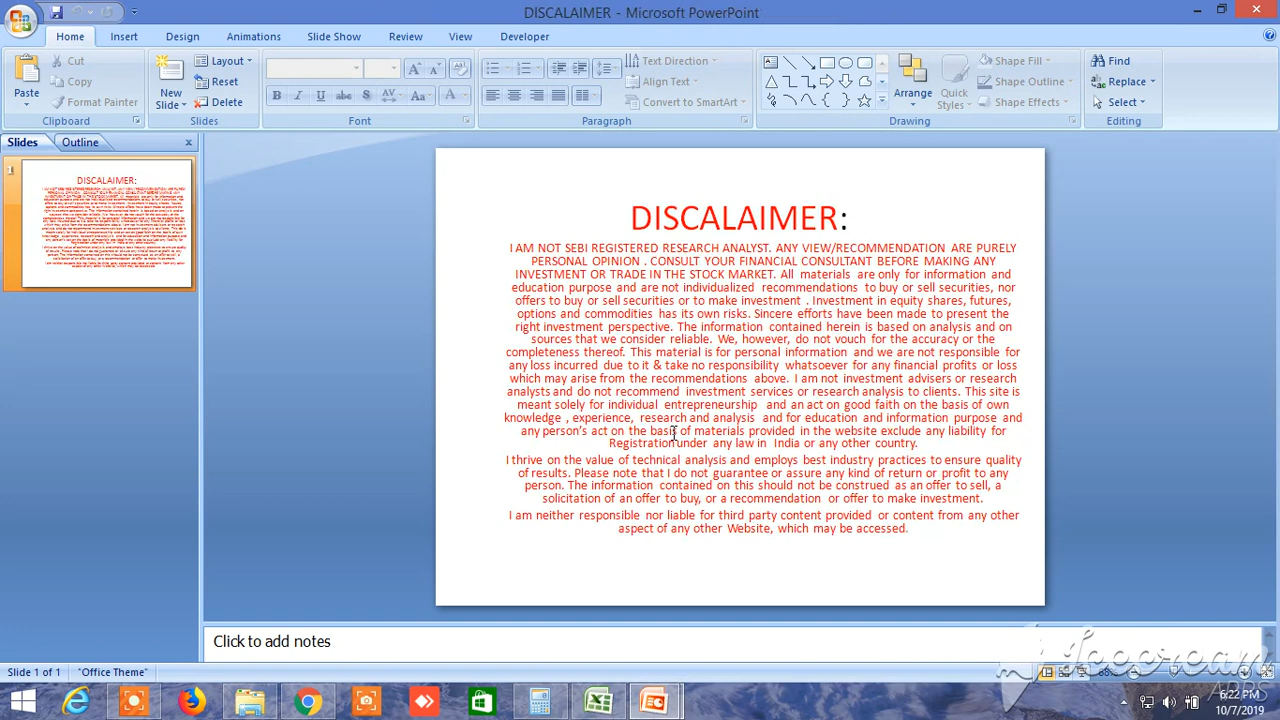 DISCALAIMER - Microsoft PowerPoint
Home Insert Design Animations Slide Show Review View Developer
Cut Layout Text Direction Shape Fill Find
Copy Reset Align Text Shape Outline Replace
Paste Format Painter New Slide Delete Convert to SmartArt Arrange Quick Styles Shape Effects Select
Clipboard Slides Font Paragraph Drawing Editing
Slides Outline
1
DISCALAIMER:
DISCALAIMER:
I AM NOT SEBI REGISTERED RESEARCH ANALYST. ANY VIEW/RECOMMENDATION ARE PURELY
PERSONAL OPINION . CONSULT YOUR FINANCIAL CONSULTANT BEFORE MAKING ANY
INVESTMENT OR TRADE IN THE STOCK MARKET. All materials are only for information and
education purpose and are not individualized recommendations to buy or sell securities, nor
offers to buy or sell securities or to make investment . Investment in equity shares, futures,
options and commodities has its own risks. Sincere efforts have been made to present the
right investment perspective. The information contained herein is based on analysis and on
sources that we consider reliable. We, however, do not vouch for the accuracy or the
completeness thereof. This material is for personal information and we are not responsible for
any loss incurred due to it & take no responsibility whatsoever for any financial profits or loss
which may arise from the recommendations above. I am not investment advisers or research
analysts and do not recommend investment services or research analysis to clients. This site is
meant solely for individual entrepreneurship and an act on good faith on the basis of own
knowledge , experience, research and analysis and for education and information purpose and
any person's act on the basis of materials provided in the website exclude any liability for
Registration under any law in India or any other country.
I thrive on the value of technical analysis and employs best industry practices to ensure quality
of results. Please note that I do not guarantee or assure any kind of return or profit to any
person. The information contained on this should not be construed as an offer to sell, a
solicitation of an offer to buy, or a recommendation or offer to make investment.
I am neither responsible nor liable for third party content provided or content from any other
aspect of any other Website, which may be accessed.
Click to add notes
Slide 1 of 1 "Office Theme"
6:22 PM
10/7/2019